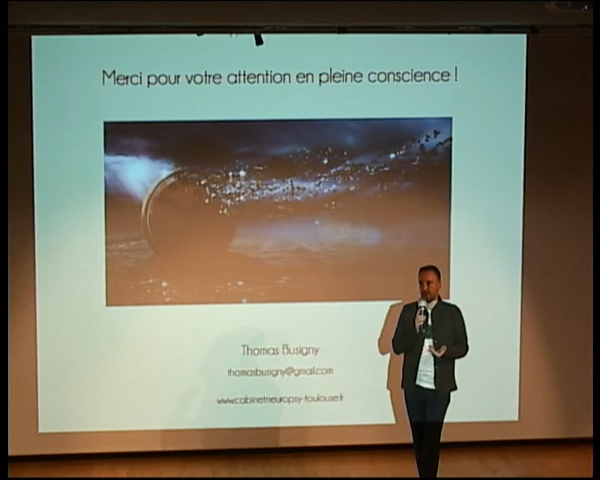 Merci pour votre attention en pleine conscience !
Thomas Busigny
thomasbusigny@gmail.com
www.cabinetneuropsy-toulouse.fr